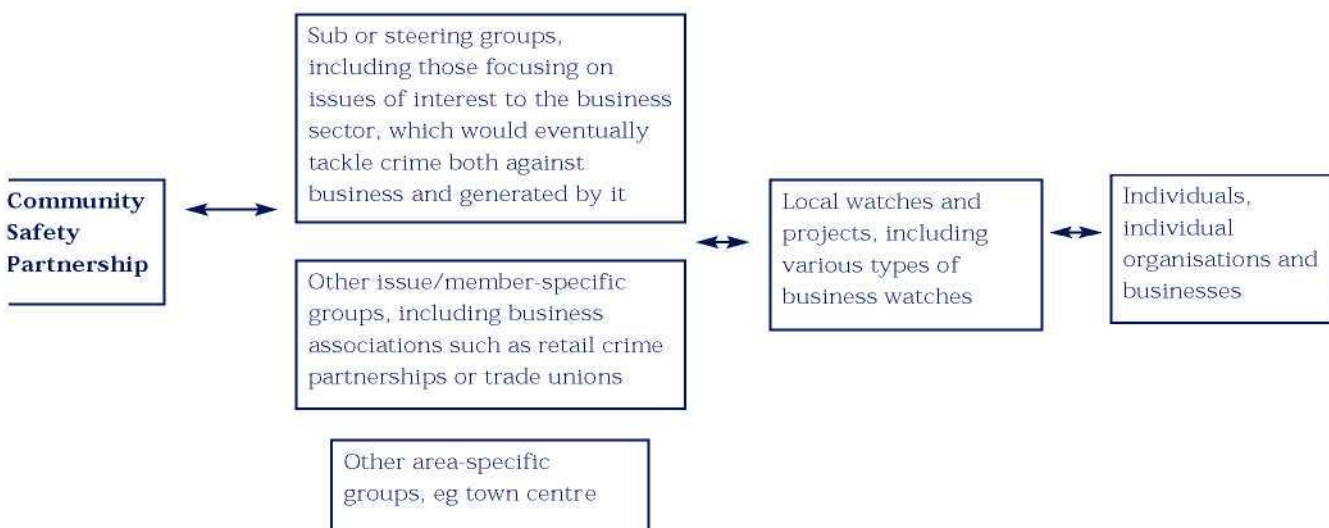 Community
Safety
Partnership
Sub or steering groups,
including those focusing on
issues of interest to the business
sector, which would eventually
tackle crime both against
business and generated by it
Other issue/member-specific
groups, including business
associations such as retail crime
partnerships or trade unions
Other area-specific
groups, eg town centre
Local watches and
projects, including
various types of
business watches
Individuals,
individual
organisations and
businesses